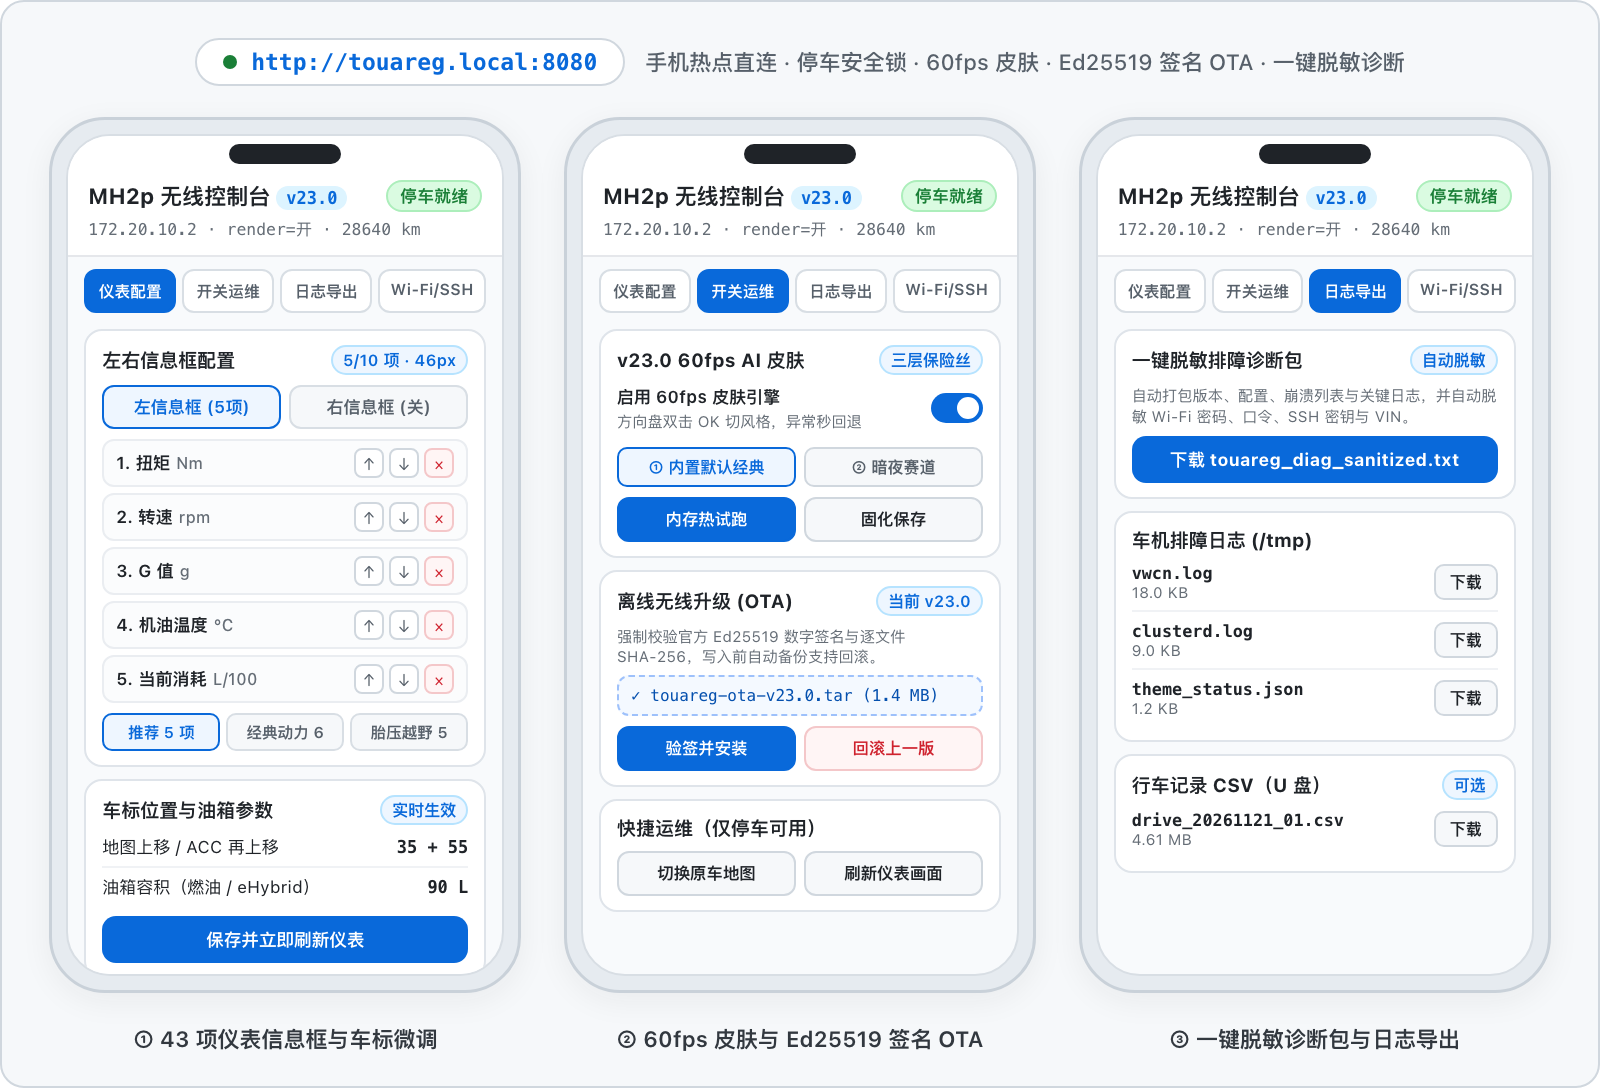 http://touareg.local:8080
手机热点直连 · 停车安全锁 · 60fps 皮肤 · Ed25519 签名 OTA · 一键脱敏诊断
MH2p 无线控制台 v23.0 停车就绪
172.20.10.2 · render=开 · 28640 km
仪表配置 开关运维 日志导出 Wi-Fi/SSH
左右信息框配置 5/10 项 · 46px
左信息框 (5项) 右信息框 (关)
1. 扭矩 Nm ↑ ↓ ×
2. 转速 rpm ↑ ↓ ×
3. G 值 g ↑ ↓ ×
4. 机油温度 °C ↑ ↓ ×
5. 当前消耗 L/100 ↑ ↓ ×
推荐 5 项 经典动力 6 胎压越野 5
车标位置与油箱参数 实时生效
地图上移 / ACC 再上移 35 + 55
油箱容积（燃油 / eHybrid） 90 L
保存并立即刷新仪表
① 43 项仪表信息框与车标微调
MH2p 无线控制台 v23.0 停车就绪
172.20.10.2 · render=开 · 28640 km
仪表配置 开关运维 日志导出 Wi-Fi/SSH
v23.0 60fps AI 皮肤 三层保险丝
启用 60fps 皮肤引擎
方向盘双击 OK 切风格，异常秒回退
① 内置默认经典 ② 暗夜赛道
内存热试跑 固化保存
离线无线升级 (OTA) 当前 v23.0
强制校验官方 Ed25519 数字签名与逐文件
SHA-256，写入前自动备份支持回滚。
✓ touareg-ota-v23.0.tar (1.4 MB)
验签并安装 回滚上一版
快捷运维（仅停车可用）
切换原车地图 刷新仪表画面
② 60fps 皮肤与 Ed25519 签名 OTA
MH2p 无线控制台 v23.0 停车就绪
172.20.10.2 · render=开 · 28640 km
仪表配置 开关运维 日志导出 Wi-Fi/SSH
一键脱敏排障诊断包 自动脱敏
自动打包版本、配置、崩溃列表与关键日志，并自动脱
敏 Wi-Fi 密码、口令、SSH 密钥与 VIN。
下载 touareg_diag_sanitized.txt
车机排障日志 (/tmp)
vwcn.log 下载
18.0 KB
clusterd.log 下载
9.0 KB
theme_status.json 下载
1.2 KB
行车记录 CSV（U 盘） 可选
drive_20261121_01.csv 下载
4.61 MB
③ 一键脱敏诊断包与日志导出